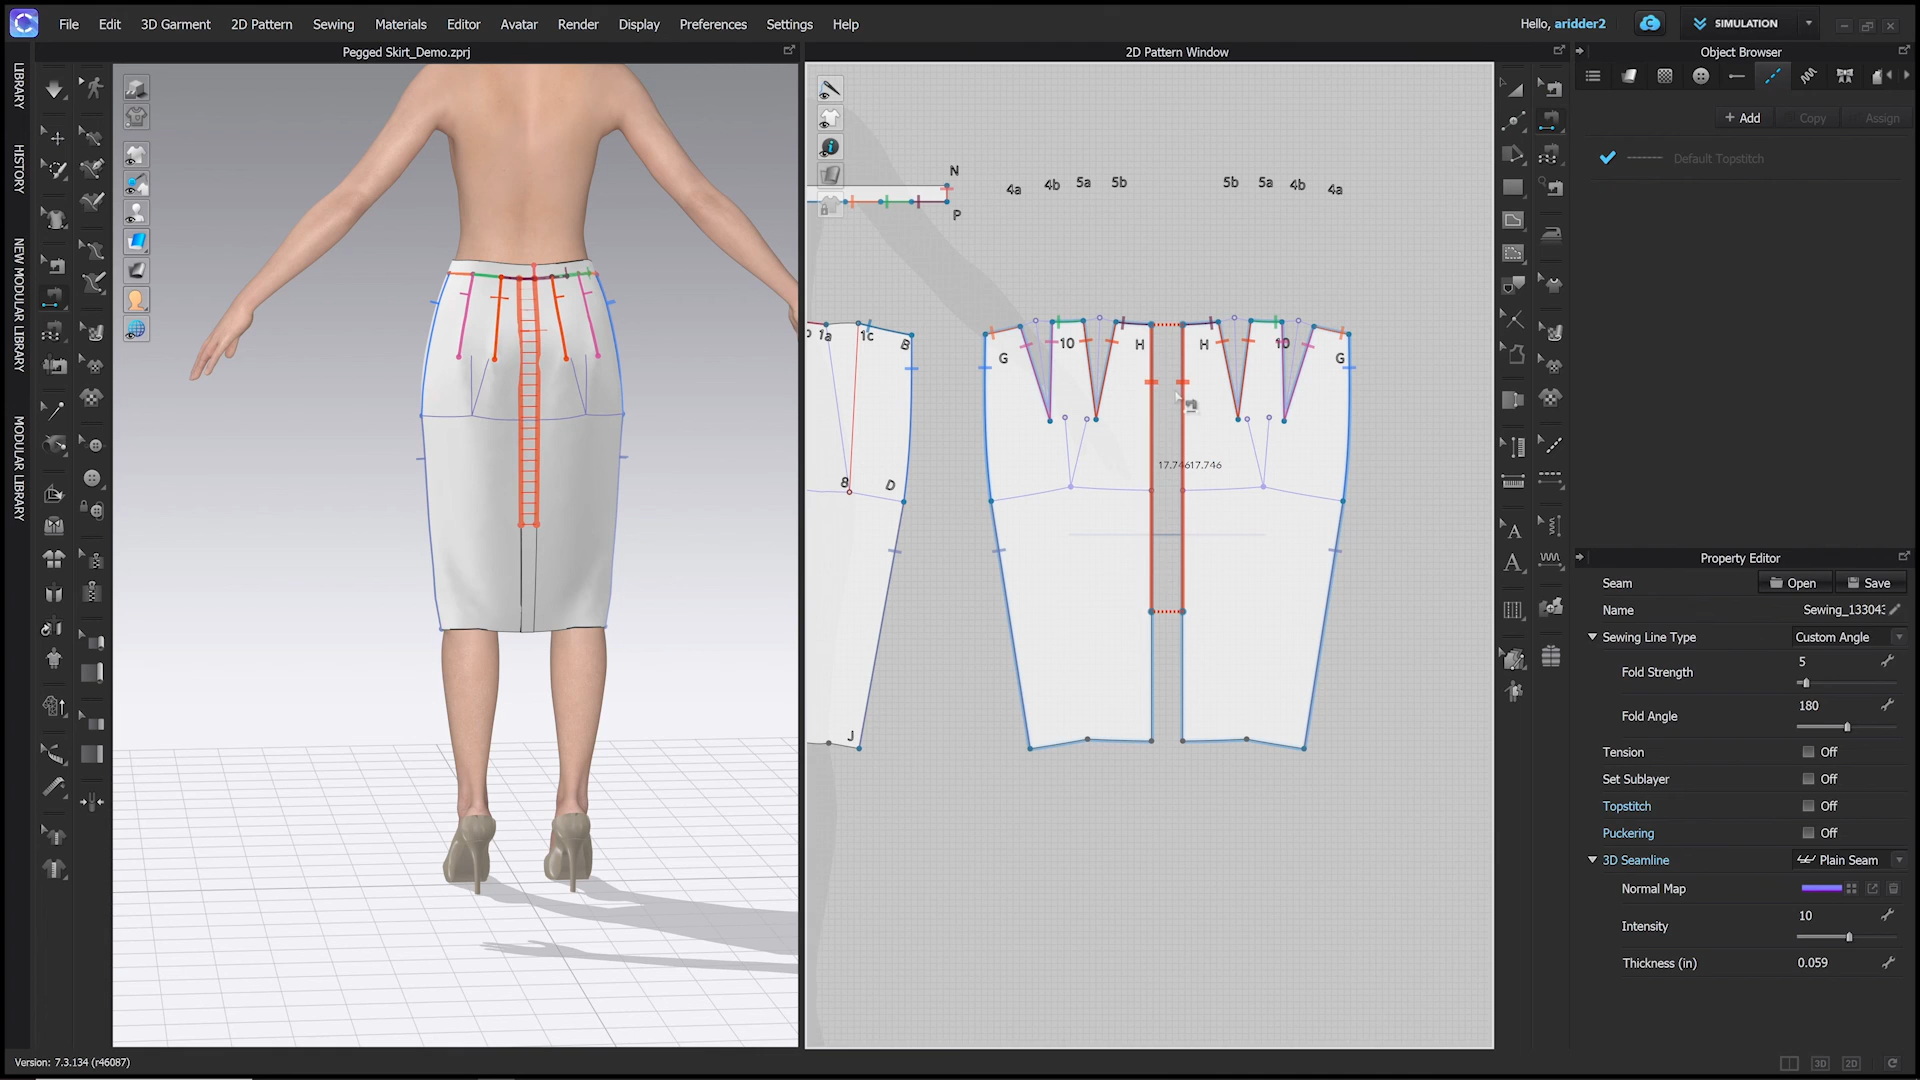 File Edit 3D Garment 2D Pattern Sewing Materials Editor Avatar Render Display Preferences Settings Help
Hello, aridder2
SIMULATION
Pegged Skirt_Demo.zprj
2D Pattern Window
Object Browser
LIBRARY
HISTORY
NEW MODULAR LIBRARY
MODULAR LIBRARY
+ Add
Copy
Assign
Default Topstitch
N
P
4a 4b 5a 5b
5b 5a 4b 4a
1a 1c B
8 D
J
G 10 H
H 10 G
17.74617.746
A
A
Property Editor
Seam
Open
Save
Name Sewing_13304
Sewing Line Type Custom Angle
Fold Strength 5
Fold Angle 180
Tension Off
Set Sublayer Off
Topstitch Off
Puckering Off
3D Seamline Plain Seam
Normal Map
Intensity 10
Thickness (in) 0.059
Version: 7.3.134 (r46087)
3D 2D